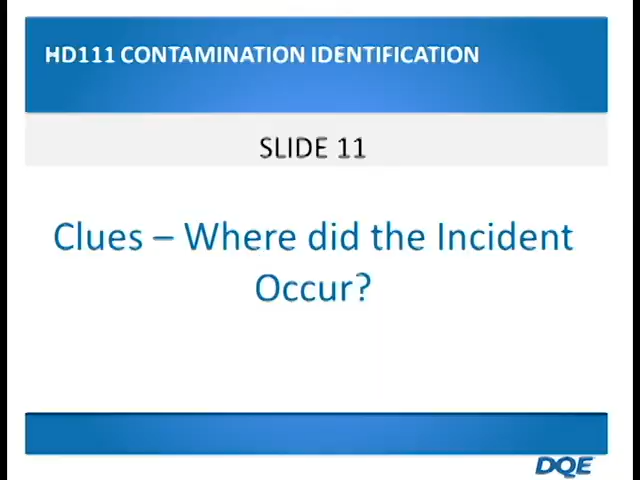 HD111 CONTAMINATION IDENTIFICATION
SLIDE 11
Clues – Where did the Incident
Occur?
DQE